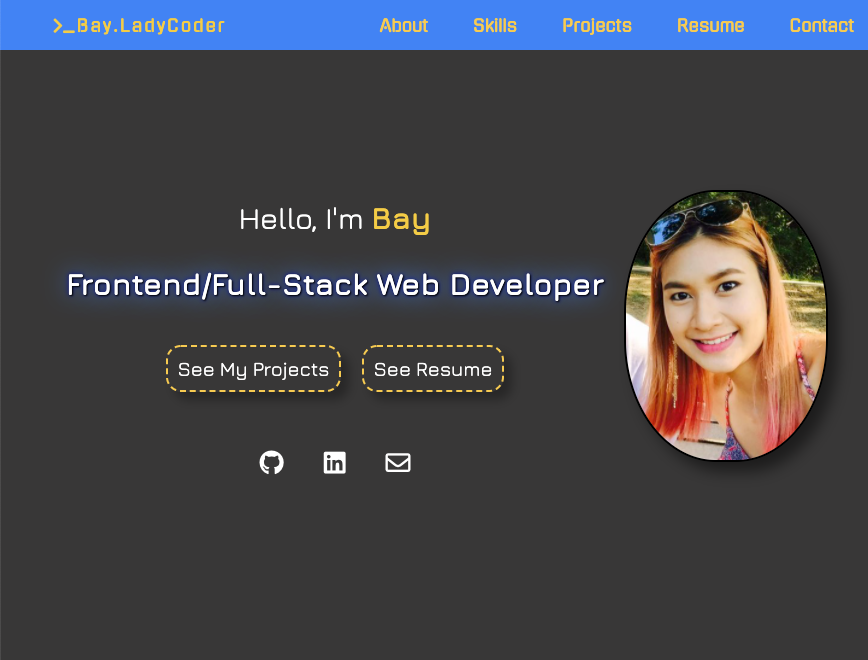 >_Bay.LadyCoder About Skills Projects Resume Contact
Hello, I'm Bay
Frontend/Full-Stack Web Developer
See My Projects See Resume
in